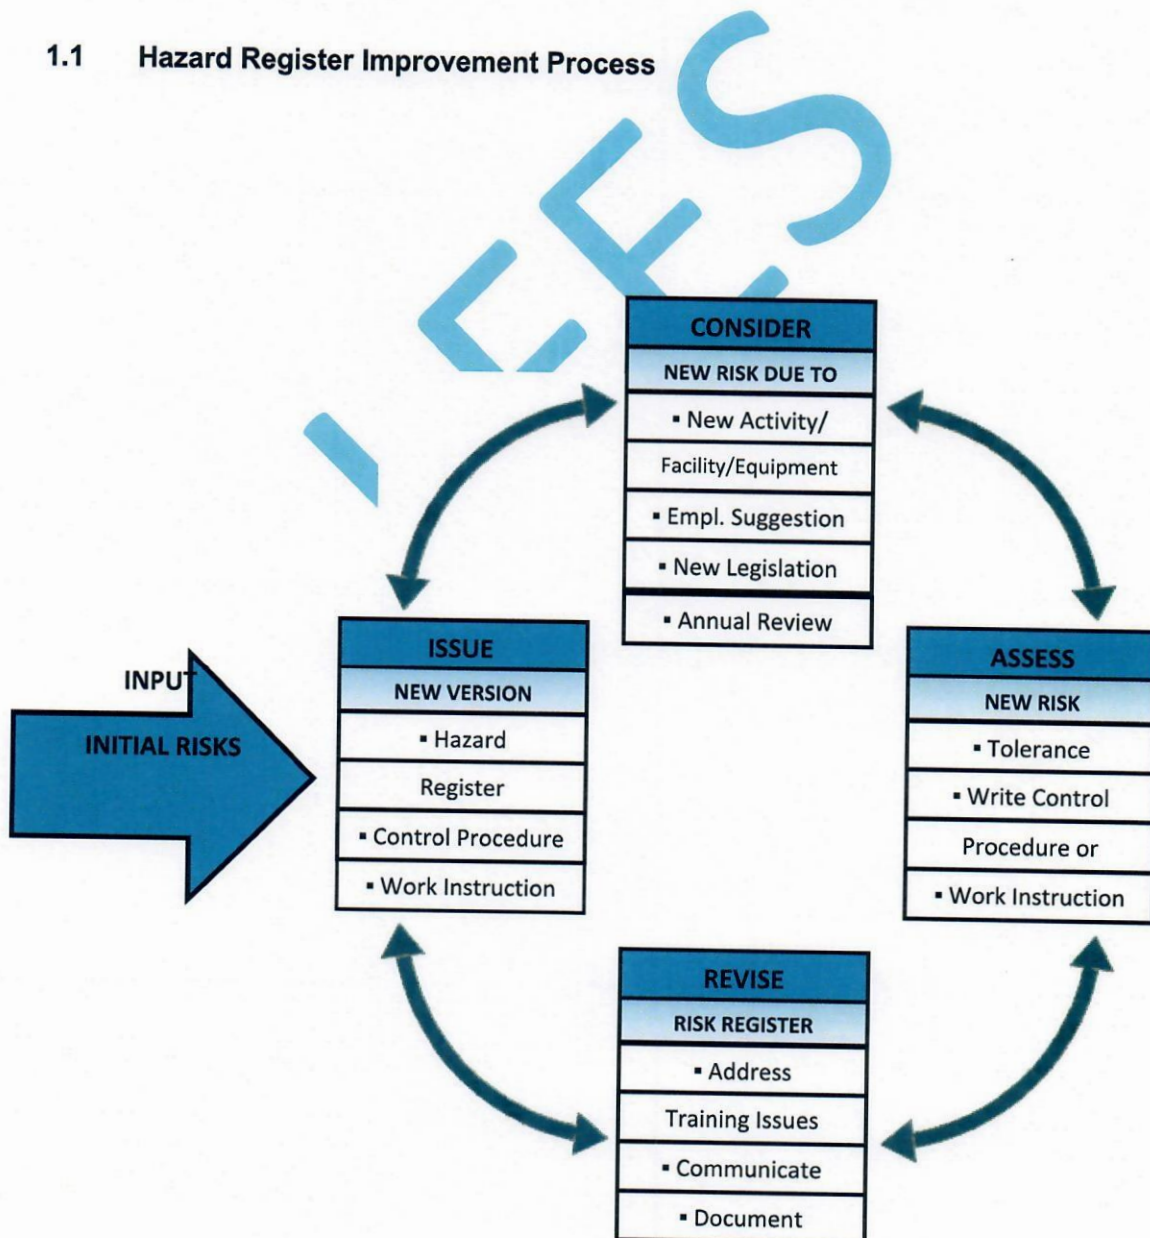 1.1 Hazard Register Improvement Process
CONSIDER
NEW RISK DUE TO
▪ New Activity/
Facility/Equipment
▪ Empl. Suggestion
▪ New Legislation
▪ Annual Review
INPUT
INITIAL RISKS
ISSUE
NEW VERSION
▪ Hazard
Register
▪ Control Procedure
▪ Work Instruction
ASSESS
NEW RISK
▪ Tolerance
▪ Write Control
Procedure or
▪ Work Instruction
REVISE
RISK REGISTER
▪ Address
Training Issues
▪ Communicate
▪ Document